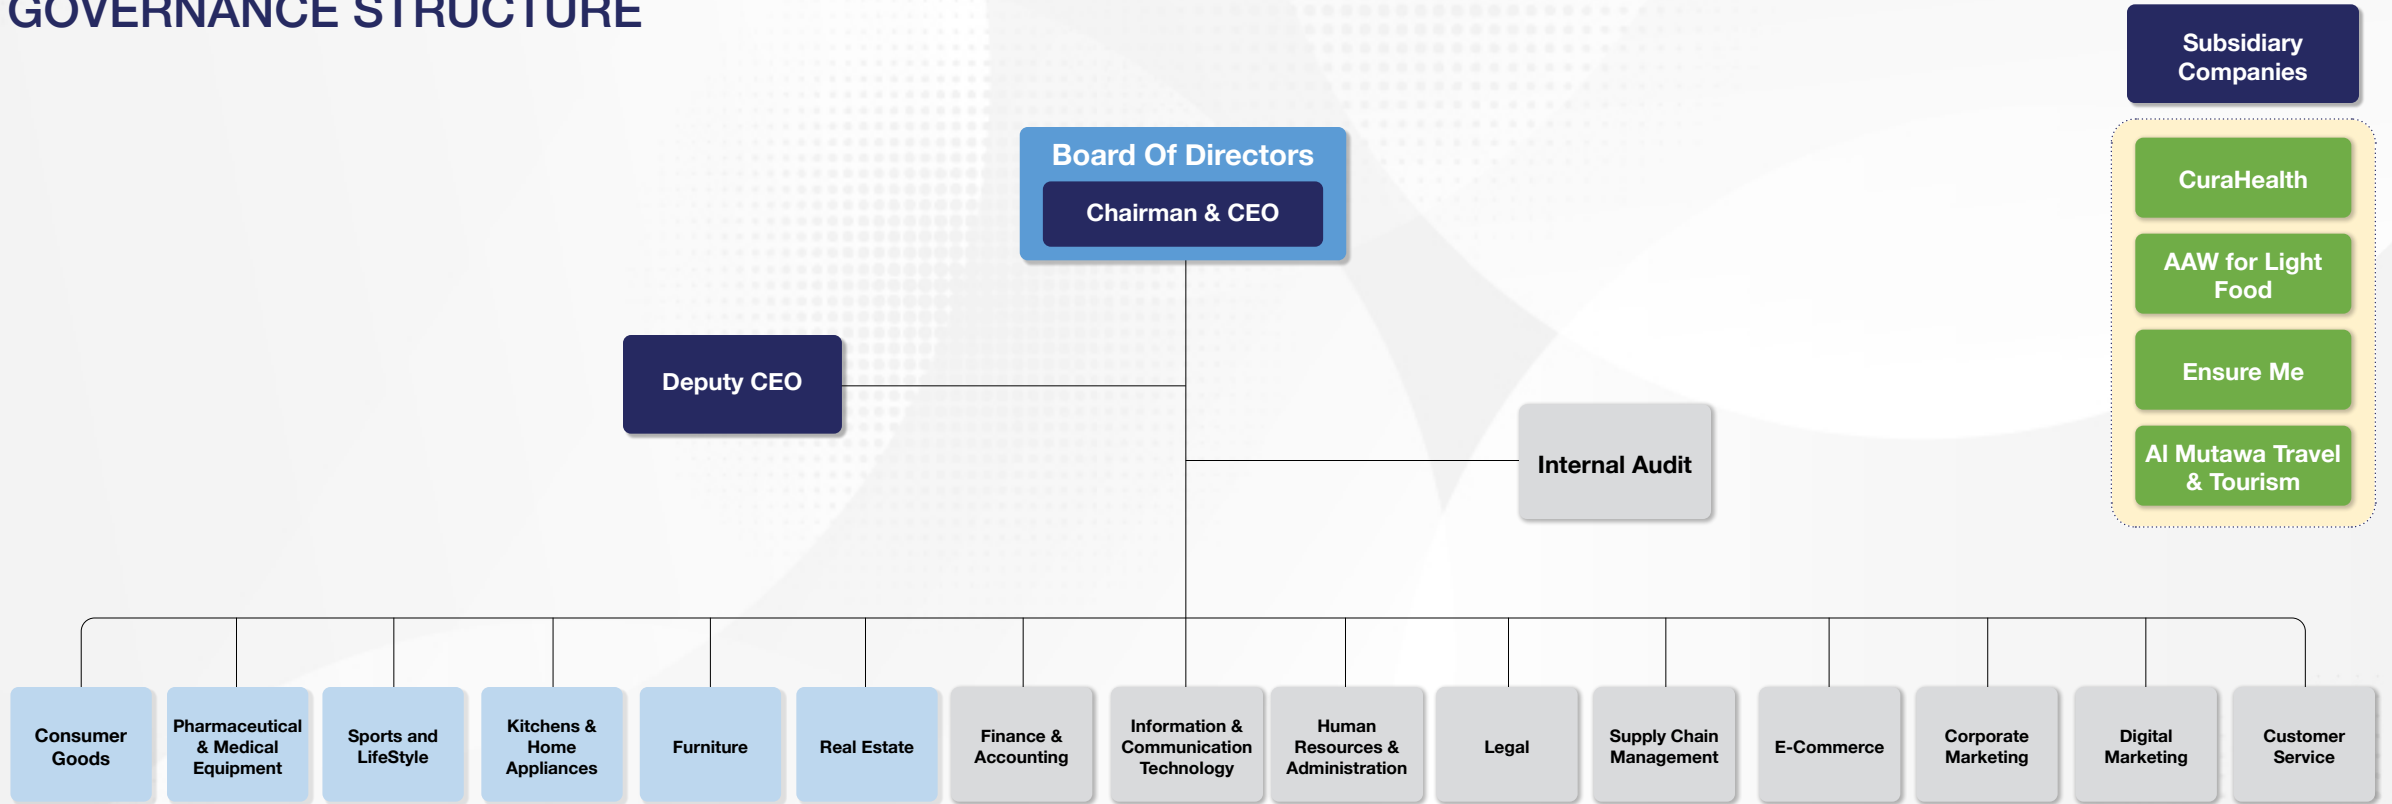 GOVERNANCE STRUCTURE
Subsidiary
Companies
Board Of Directors
Chairman & CEO
CuraHealth
AAW for Light
Food
Deputy CEO
Ensure Me
Internal Audit
Al Mutawa Travel
& Tourism
Consumer
Goods
Pharmaceutical
& Medical
Equipment
Sports and
LifeStyle
Kitchens &
Home
Appliances
Furniture
Real Estate
Finance &
Accounting
Information &
Communication
Technology
Human
Resources &
Administration
Legal
Supply Chain
Management
E-Commerce
Corporate
Marketing
Digital
Marketing
Customer
Service